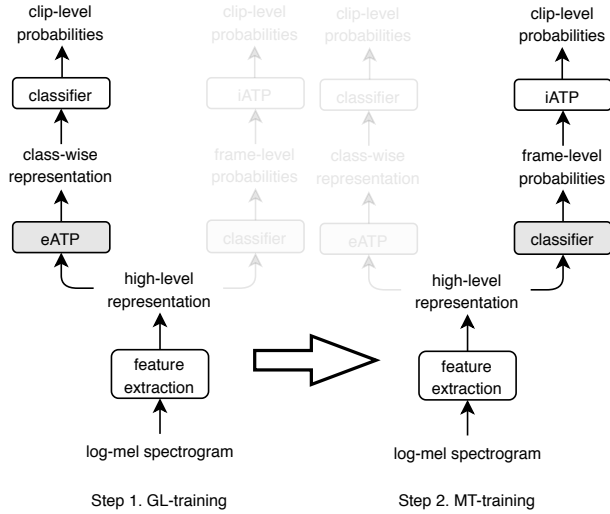 clip-level
probabilities
classifier
class-wise
representation
eATP
clip-level
probabilities
iATP
frame-level
probabilities
classifier
high-level
representation
feature
extraction
log-mel spectrogram
Step 1. GL-training
clip-level
probabilities
classifier
class-wise
representation
eATP
clip-level
probabilities
iATP
frame-level
probabilities
classifier
high-level
representation
feature
extraction
log-mel spectrogram
Step 2. MT-training